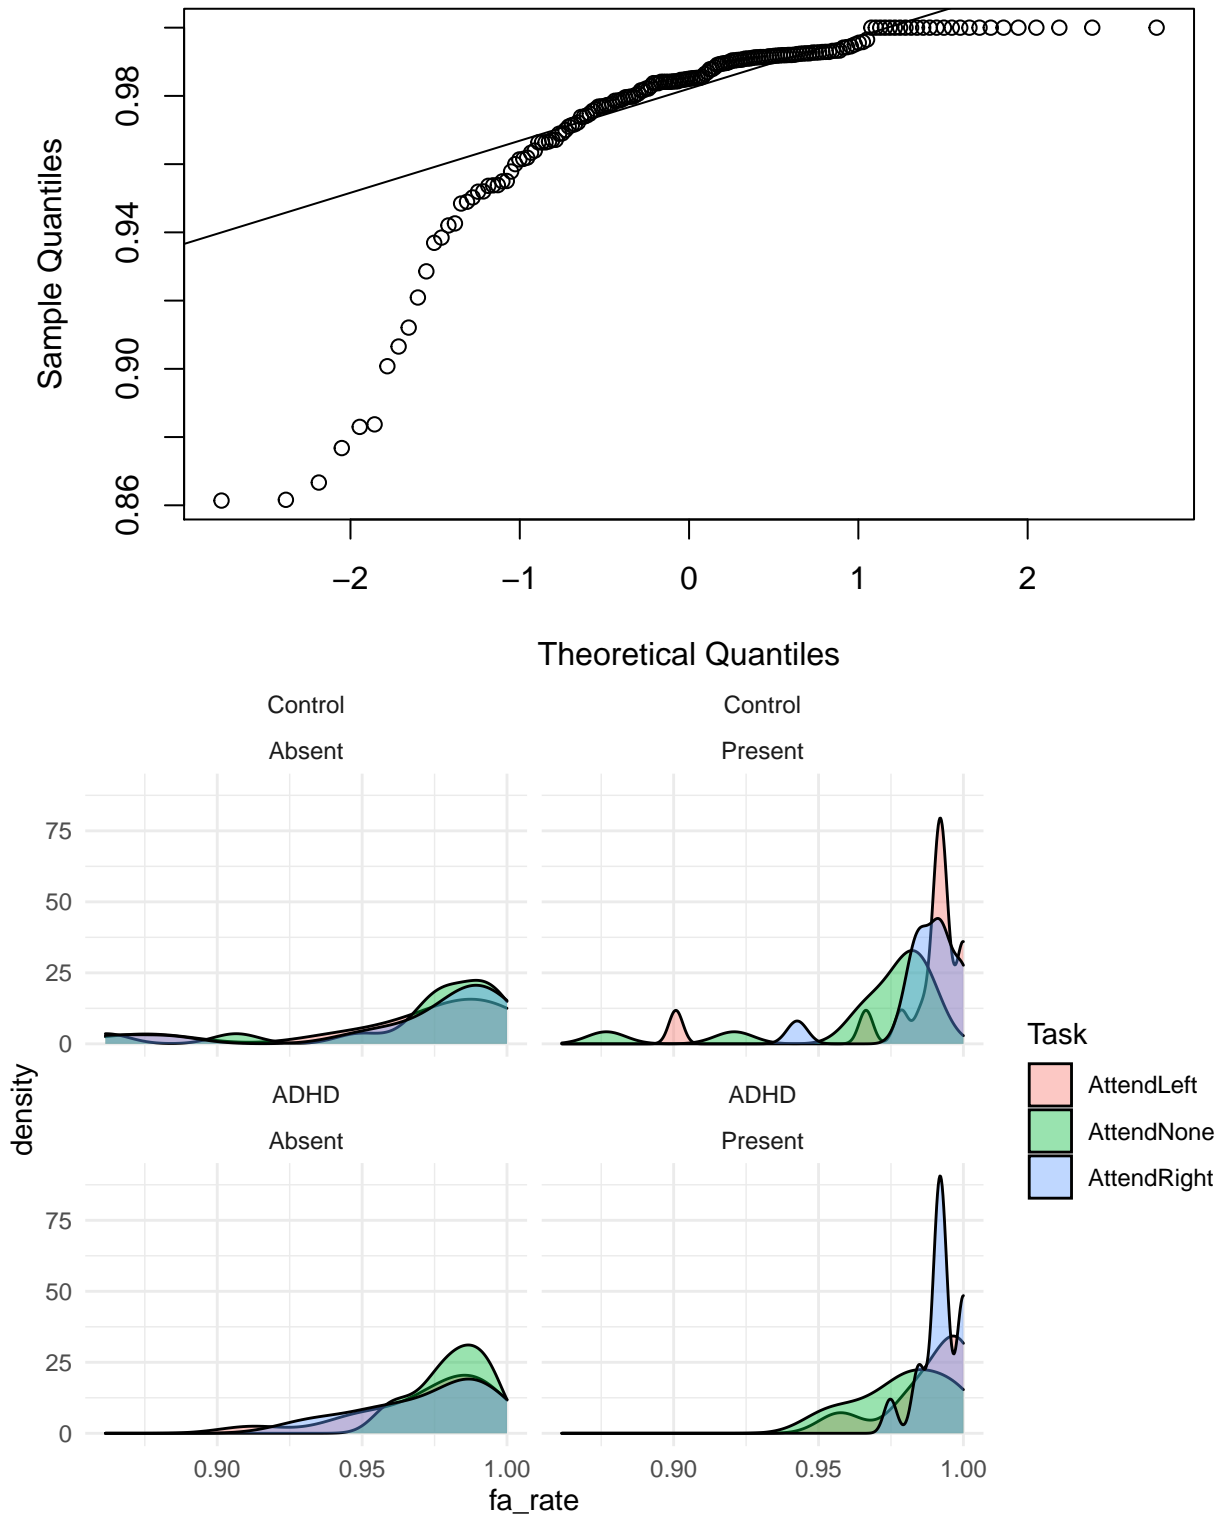 Sample Quantiles
0.98
0.94
0.90
0.86
−2 −1 0 1 2
Theoretical Quantiles
Control Control
Absent Present
75
50
25
0
ADHD ADHD
Absent Present
75
50
25
0
0.90 0.95 1.00 0.90 0.95 1.00
fa_rate
density
Task
AttendLeft
AttendNone
AttendRight